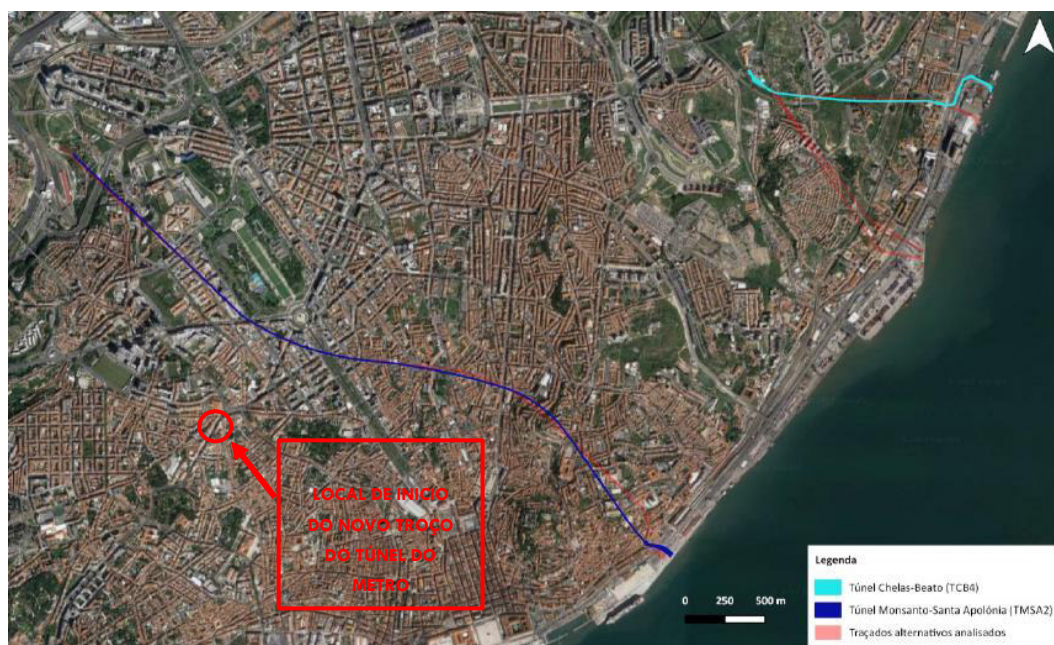 LOCAL DE INICIO
DO NOVO TROÇO
DO TÚNEL DO
METRO
0 250 500 m
Legenda
Túnel Chelas-Beato (TCB4)
Túnel Monsanto-Santa Apolónia (TMSA2)
Traçados alternativos analisados